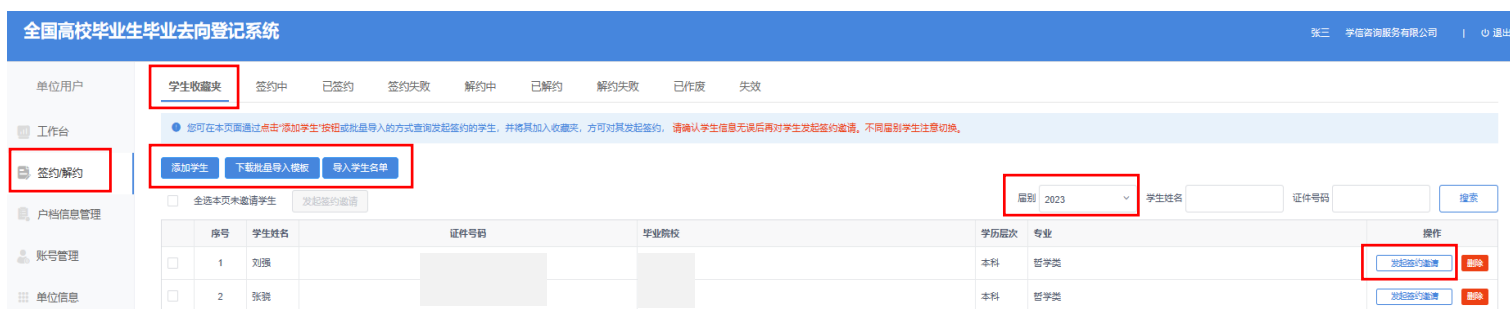 全国高校毕业生毕业去向登记系统
张三 学信咨询服务有限公司 | 退出
单位用户
学生收藏夹 签约中 已签约 签约失败 解约中 已解约 解约失败 已作废 失效
工作台
您可在本页面通过点击“添加学生”按钮或批量导入的方式查询发起签约的学生，并将其加入收藏夹，方可对其发起签约，请确认学生信息无误后再对学生发起签约邀请。不同届别学生注意切换。
签约/解约
添加学生 下载批量导入模板 导入学生名单
全选本页未邀请学生 发起签约邀请 届别 2023 学生姓名 证件号码 搜索
户档信息管理
序号 学生姓名 证件号码 毕业院校 学历层次 专业 操作
账号管理
1 刘强 本科 哲学类 发起签约邀请 删除
单位信息
2 张骁 本科 哲学类 发起签约邀请 删除